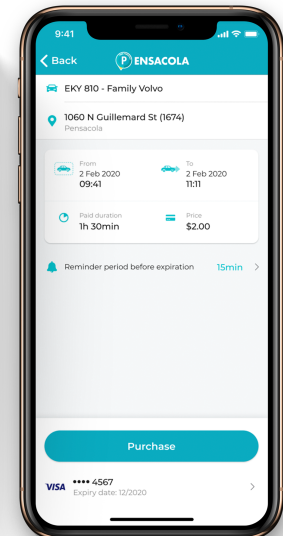 9:41
Back
P ENSACOLA
EKY 810 - Family Volvo
1060 N Guillemard St (1674)
Pensacola
From
2 Feb 2020
09:41
To
2 Feb 2020
11:11
Paid duration
1h 30min
Price
$2.00
Reminder period before expiration 15min
Purchase
VISA •••• 4567
Expiry date: 12/2020